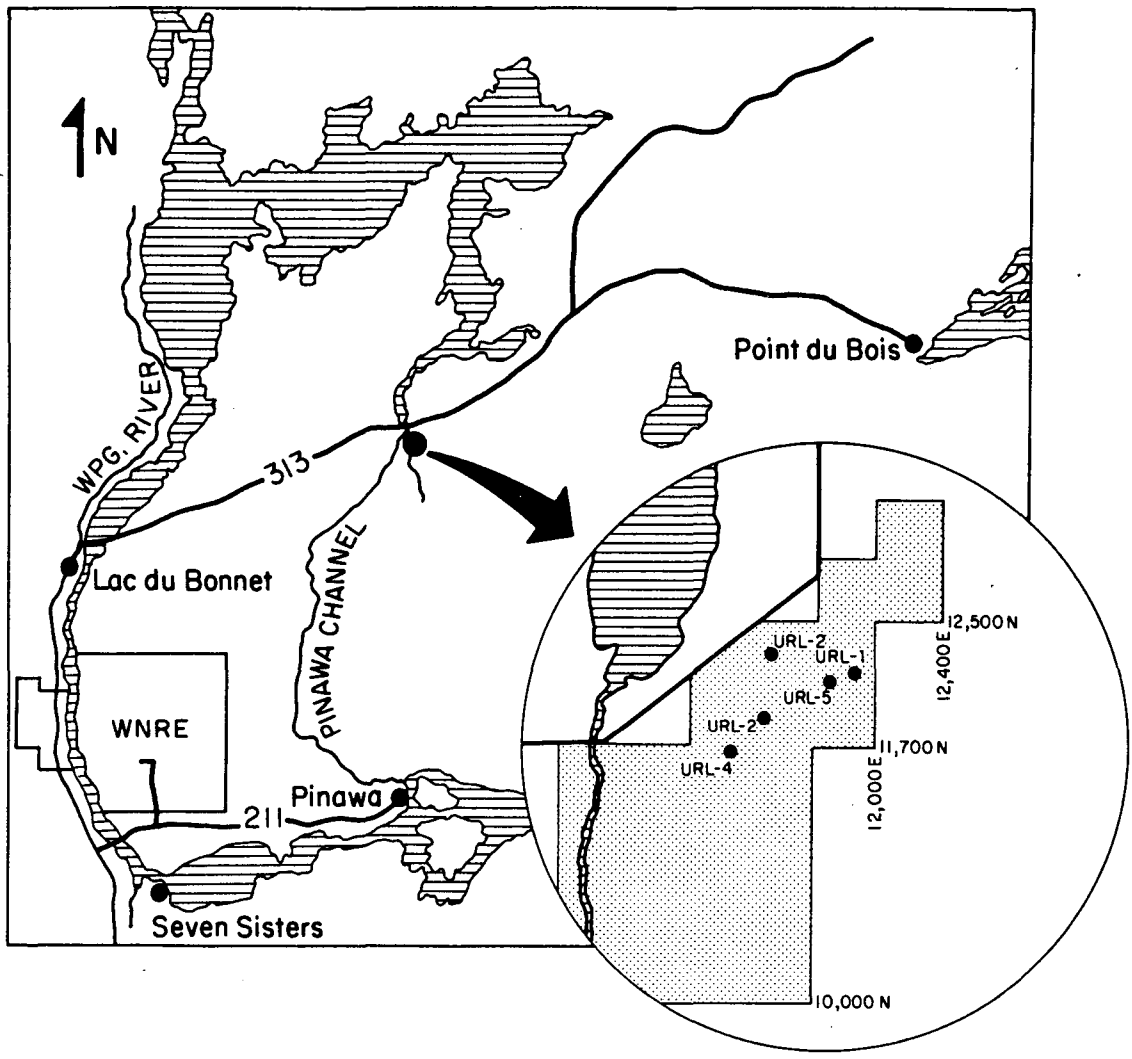 N
Point du Bois
WPG. RIVER
313
Lac du Bonnet
PINAWA CHANNEL
WNRE
Pinawa
211
Seven Sisters
12,500 N
URL-2
URL-1
12,400 E
URL-5
URL-2
11,700 N
URL-4
12,000 E
10,000 N